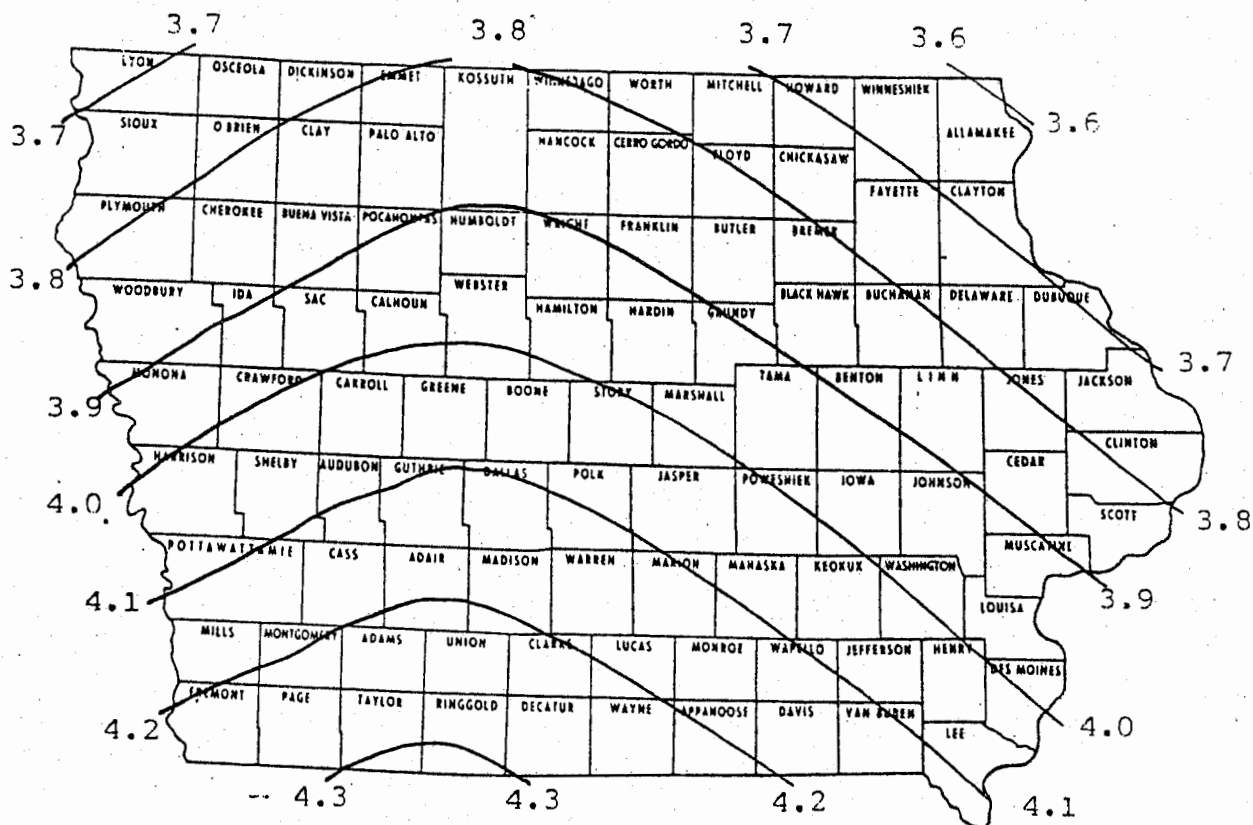 3.7 3.8 3.7 3.6
LYON OSCEOLA DICKINSON EMMET KOSSUTH WINNEBAGO WORTH MITCHELL HOWARD WINNESHIEK
3.7 SIOUX O BRIEN CLAY PALO ALTO HANCOCK CERRO GORDO FLOYD CHICKASAW ALLAMAKEE 3.6
FAYETTE CLAYTON
PLYMOUTH CHEROKEE BUENA VISTA POCAHONTAS HUMBOLDT WRIGHT FRANKLIN BUTLER BREMER
3.8 WOODBURY IDA SAC CALHOUN WEBSTER HAMILTON HARDIN GRUNDY BLACK HAWK BUCHANAN DELAWARE DUBUQUE
3.7
MONONA CRAWFORD CARROLL GREENE BOONE STORY MARSHALL TAMA BENTON LINN JONES JACKSON
3.9
CLINTON
HARRISON SHELBY AUDUBON GUTHRIE DALLAS POLK JASPER POWESHIEK IOWA JOHNSON CEDAR
4.0 SCOTT 3.8
POTTAWATTAMIE CASS ADAIR MADISON WARREN MARION MAHASKA KEOKUK WASHINGTON MUSCATINE
4.1 LOUISA 3.9
MILLS MONTGOMERY ADAMS UNION CLARKE LUCAS MONROE WAPELLO JEFFERSON HENRY DES MOINES
4.2 FREMONT PAGE TAYLOR RINGGOLD DECATUR WAYNE APPANOOSE DAVIS VAN BUREN LEE 4.0
4.3 4.3 4.2 4.1